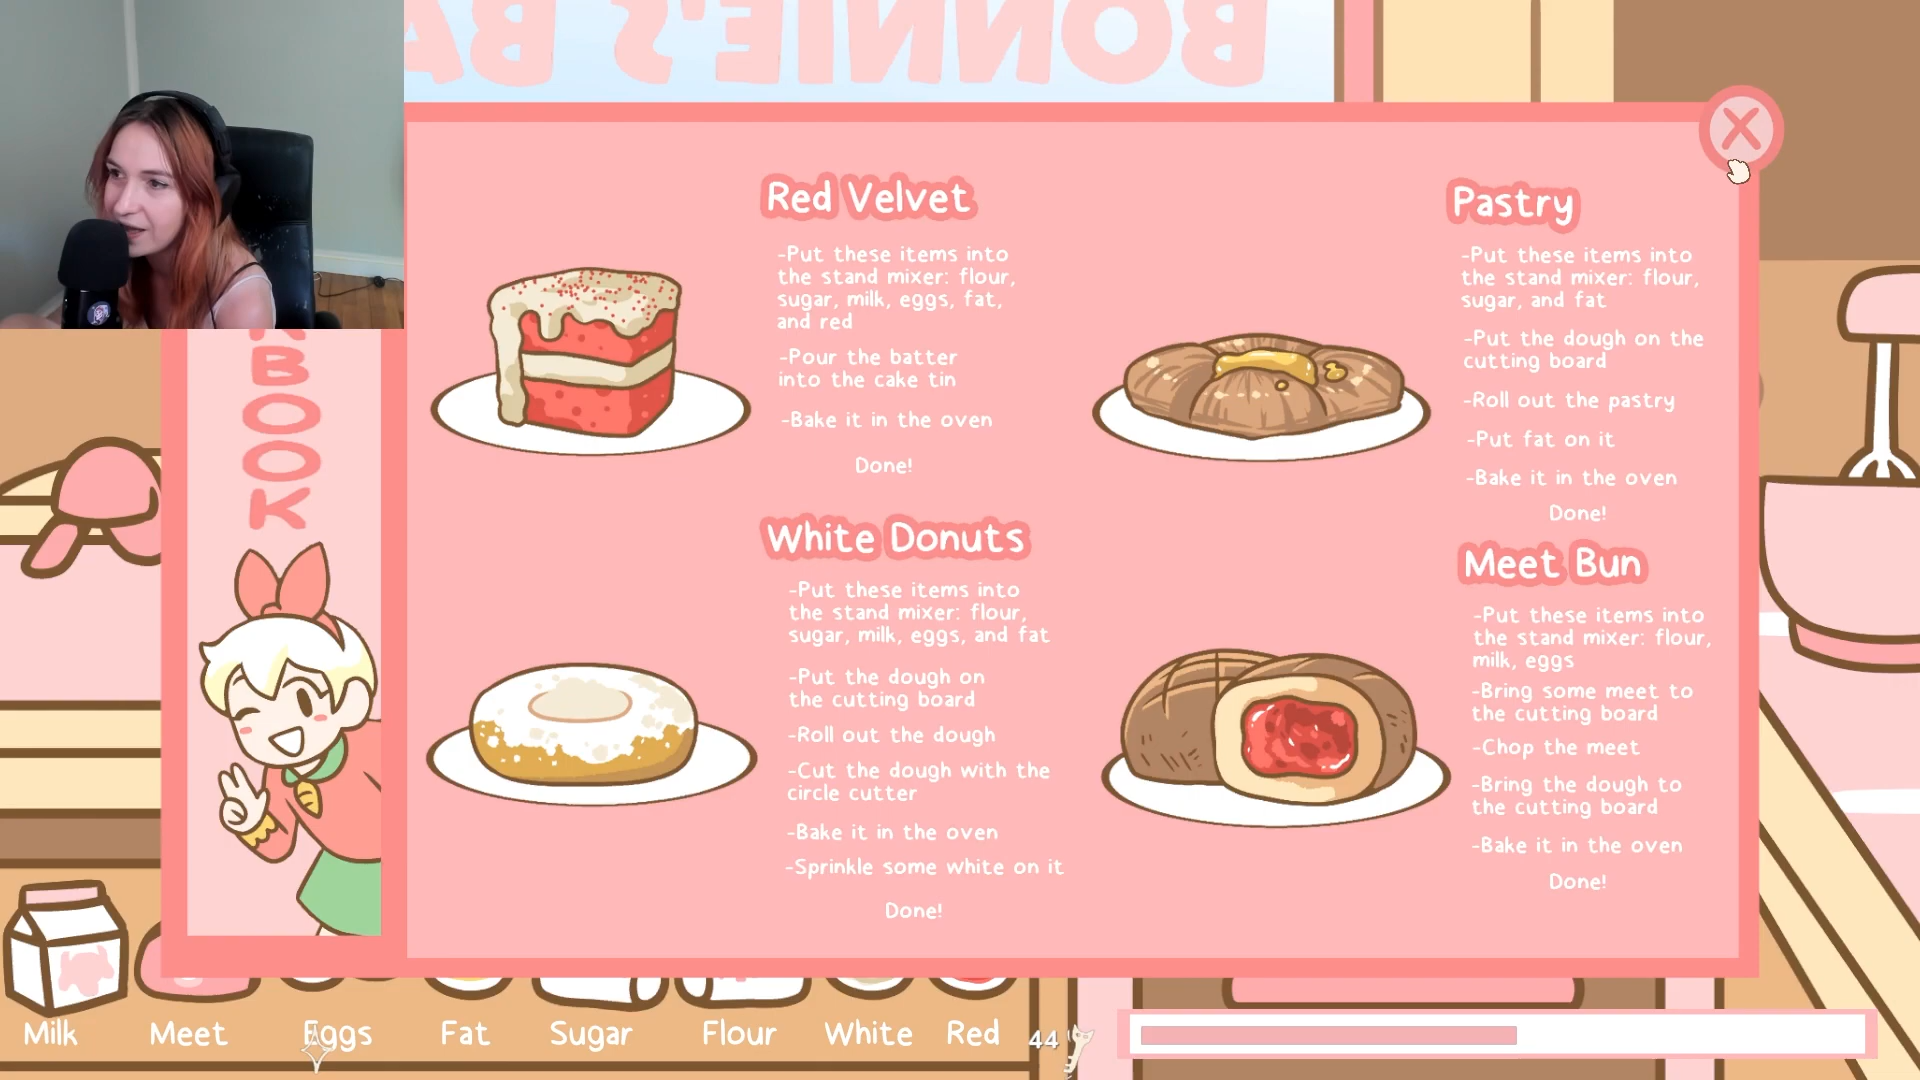 BONNIE'S BA
BOOK
Red Velvet
-Put these items into
the stand mixer: flour,
sugar, milk, eggs, fat,
and red
-Pour the batter
into the cake tin
-Bake it in the oven
Done!
Pastry
-Put these items into
the stand mixer: flour,
sugar, and fat
-Put the dough on the
cutting board
-Roll out the pastry
-Put fat on it
-Bake it in the oven
Done!
White Donuts
-Put these items into
the stand mixer: flour,
sugar, milk, eggs, and fat
-Put the dough on
the cutting board
-Roll out the dough
-Cut the dough with the
circle cutter
-Bake it in the oven
-Sprinkle some white on it
Done!
Meet Bun
-Put these items into
the stand mixer: flour,
milk, eggs
-Bring some meet to
the cutting board
-Chop the meet
-Bring the dough to
the cutting board
-Bake it in the oven
Done!
Milk Meet Eggs Fat Sugar Flour White Red 44